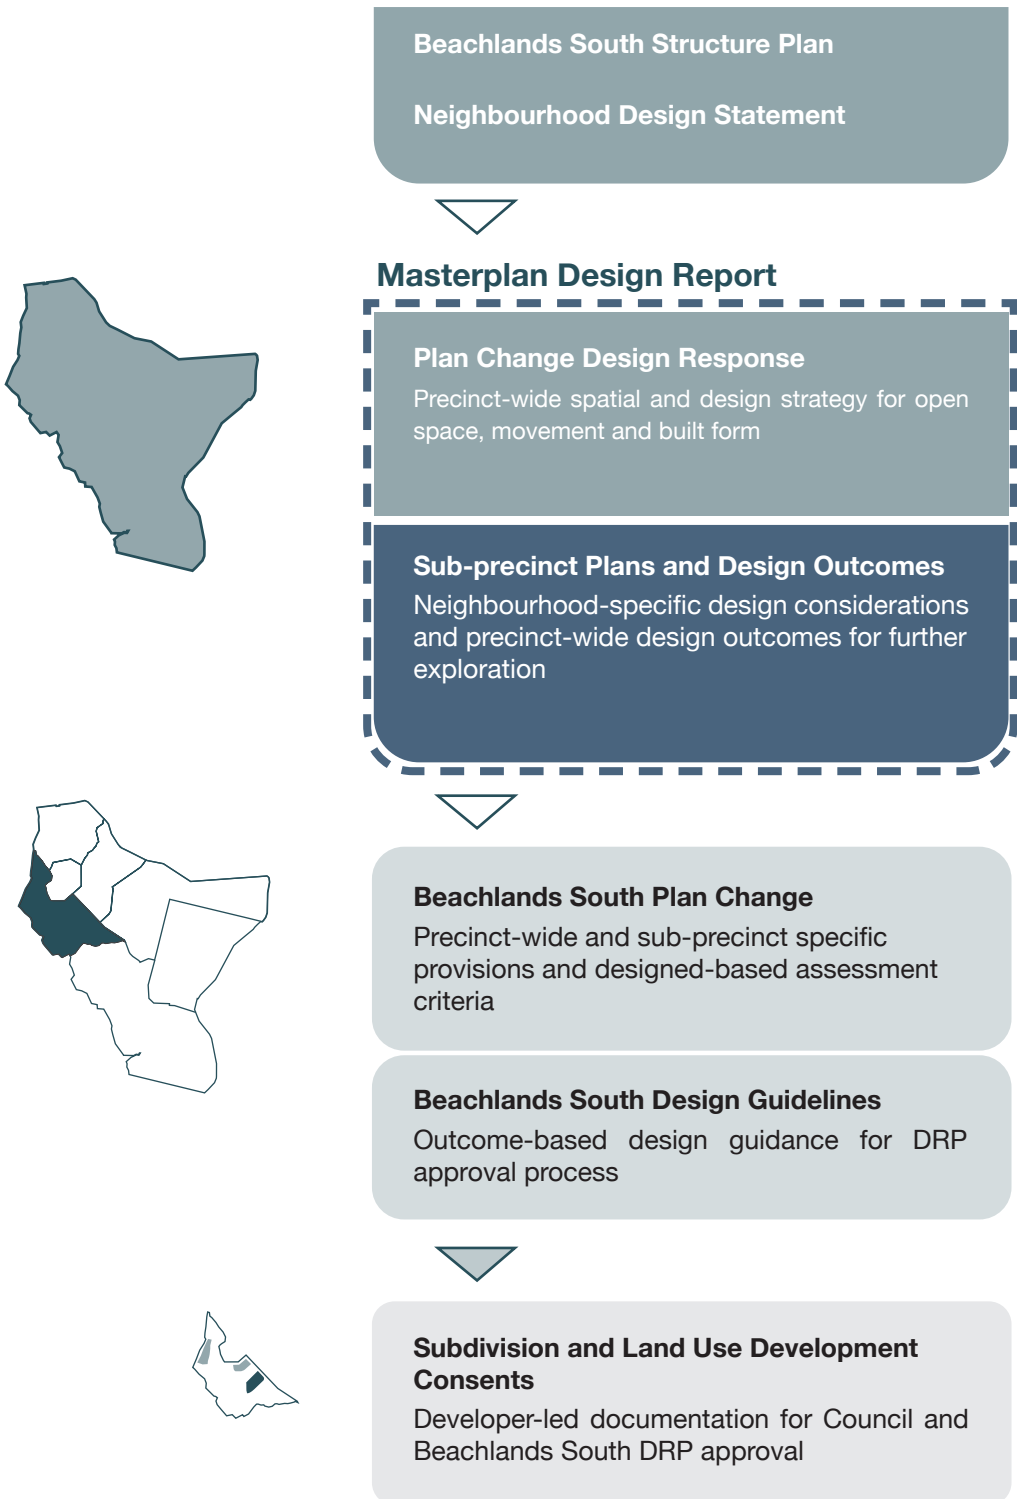 Beachlands South Structure Plan
Neighbourhood Design Statement
Masterplan Design Report
Plan Change Design Response
Precinct-wide spatial and design strategy for open
space, movement and built form
Sub-precinct Plans and Design Outcomes
Neighbourhood-specific design considerations
and precinct-wide design outcomes for further
exploration
Beachlands South Plan Change
Precinct-wide and sub-precinct specific
provisions and designed-based assessment
criteria
Beachlands South Design Guidelines
Outcome-based design guidance for DRP
approval process
Subdivision and Land Use Development
Consents
Developer-led documentation for Council and
Beachlands South DRP approval